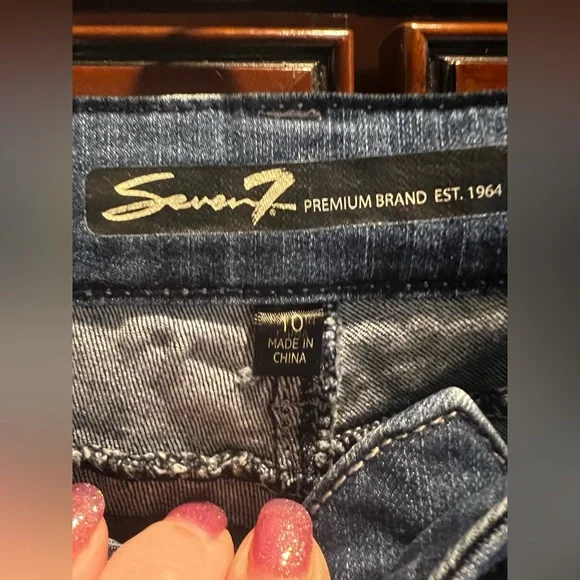 Seven7 PREMIUM BRAND EST. 1964
10
MADE IN
CHINA